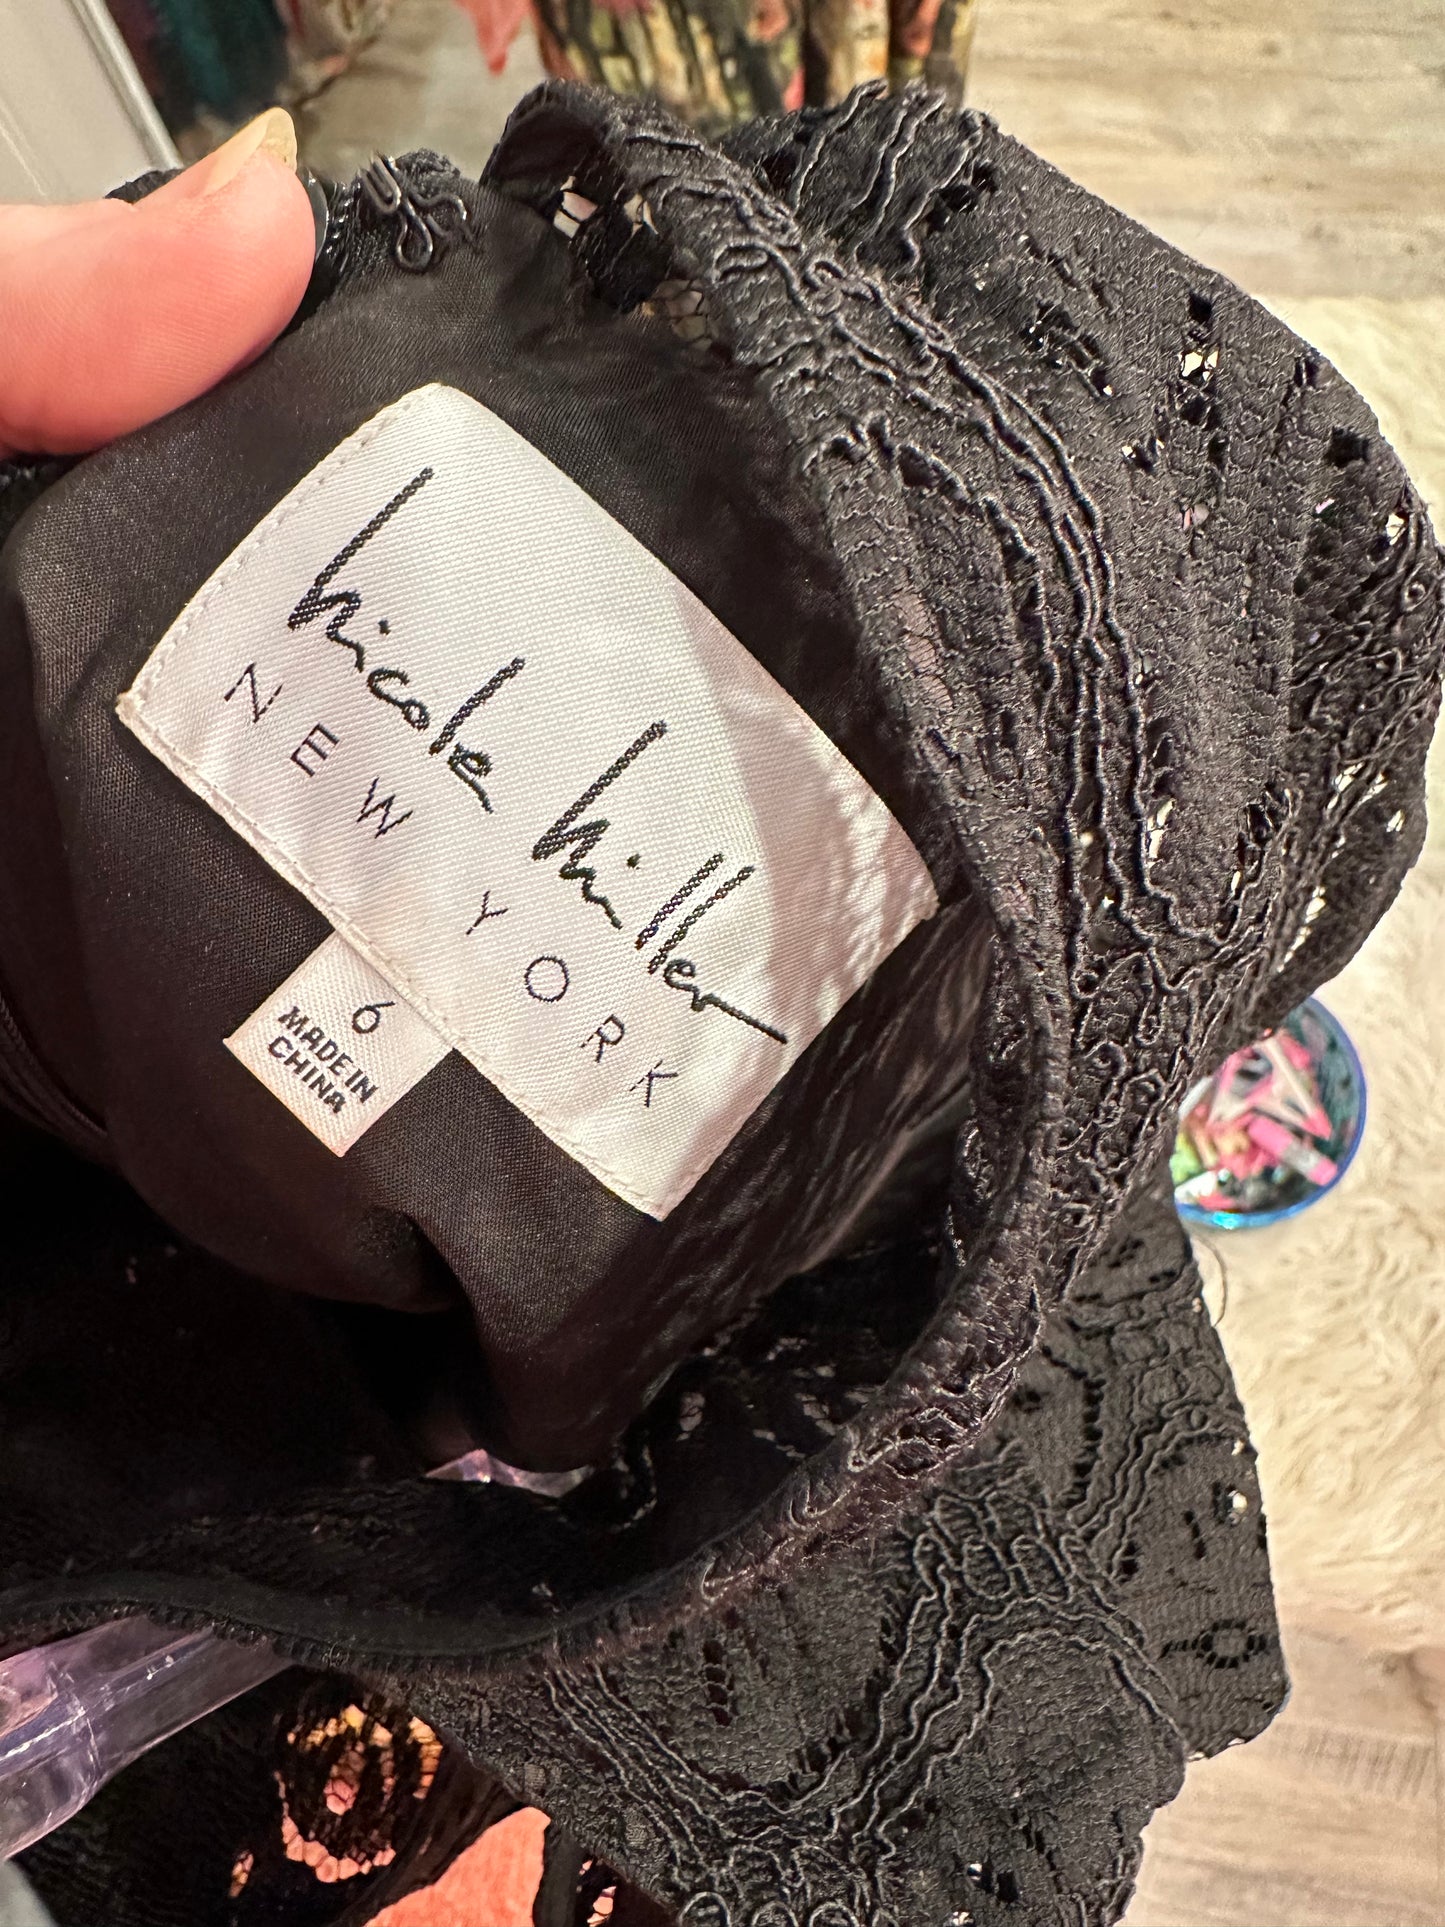 nicole miller
NEW YORK
6
MADE IN
CHINA